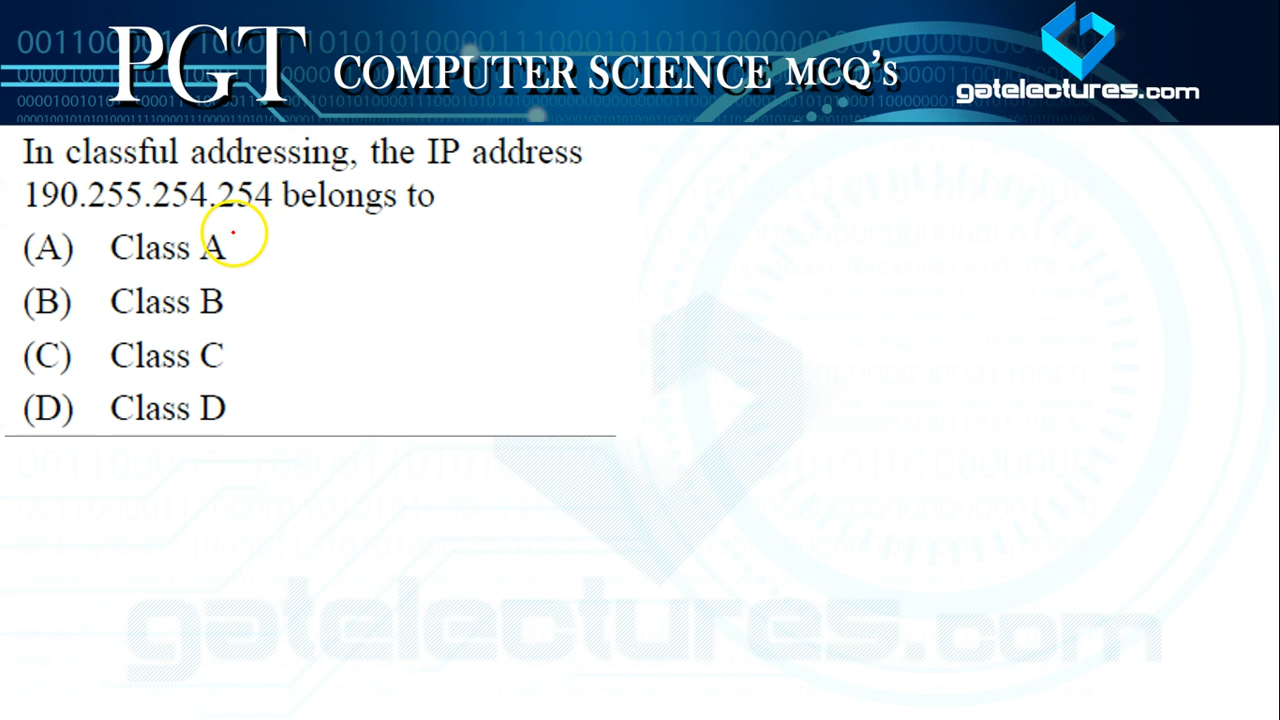 PGT COMPUTER SCIENCE MCQ's
gatelectures.com
In classful addressing, the IP address
190.255.254.254 belongs to
(A) Class A
(B) Class B
(C) Class C
(D) Class D
gatelectures.com